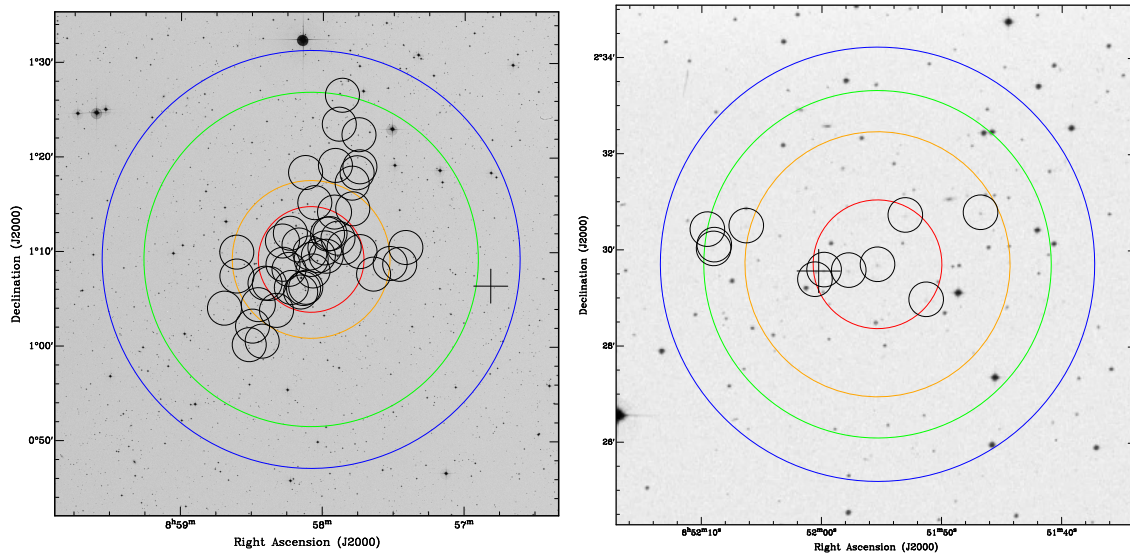 1°30′
1°20′
1°10′
1°00′
0°50′
Declination (J2000)
8ʰ59ᵐ
58ᵐ
57ᵐ
Right Ascension (J2000)
2°34′
32′
30′
28′
26′
Declination (J2000)
8ʰ52ᵐ10ˢ
52ᵐ00ˢ
51ᵐ50ˢ
51ᵐ40ˢ
Right Ascension (J2000)